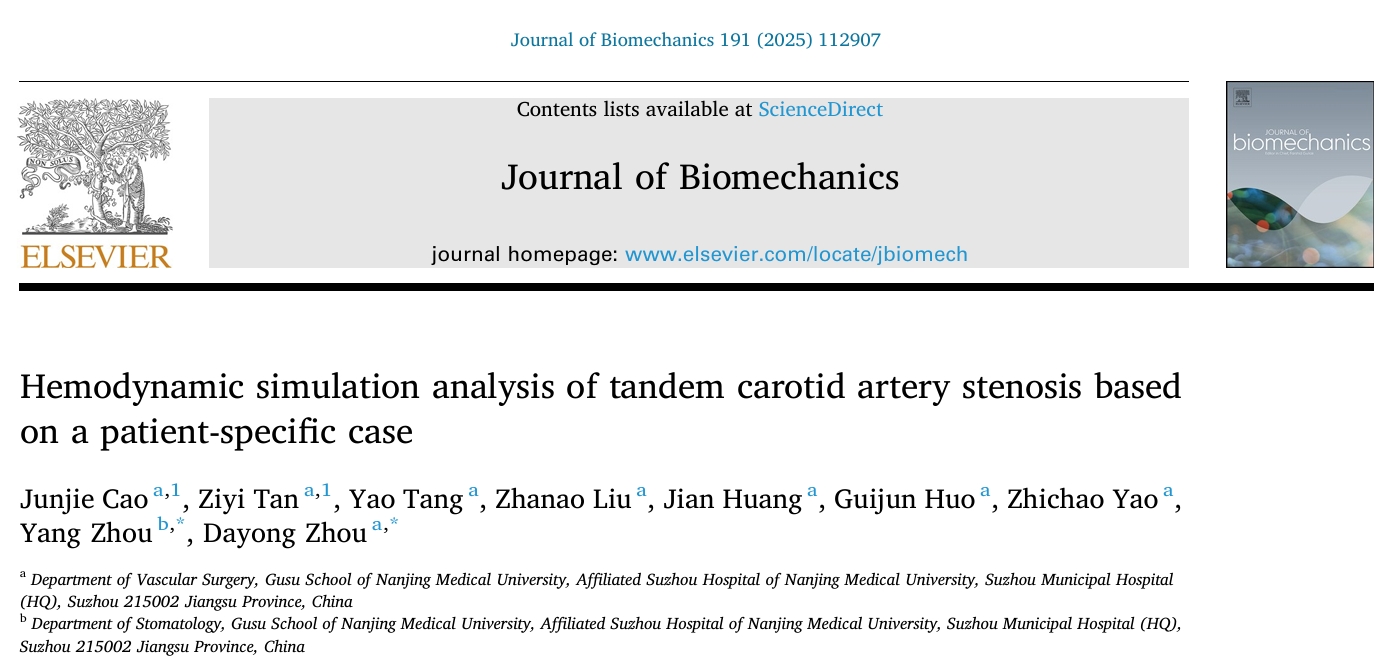 Journal of Biomechanics 191 (2025) 112907
Contents lists available at ScienceDirect
Journal of Biomechanics
journal homepage: www.elsevier.com/locate/jbiomech
NON SOLUS
ELSEVIER
JOURNAL OF
biomechanics
Hemodynamic simulation analysis of tandem carotid artery stenosis based
on a patient-specific case
Junjie Cao a,1, Ziyi Tan a,1, Yao Tang a, Zhanao Liu a, Jian Huang a, Guijun Huo a, Zhichao Yao a,
Yang Zhou b,*, Dayong Zhou a,*
a Department of Vascular Surgery, Gusu School of Nanjing Medical University, Affiliated Suzhou Hospital of Nanjing Medical University, Suzhou Municipal Hospital
(HQ), Suzhou 215002 Jiangsu Province, China
b Department of Stomatology, Gusu School of Nanjing Medical University, Affiliated Suzhou Hospital of Nanjing Medical University, Suzhou Municipal Hospital (HQ),
Suzhou 215002 Jiangsu Province, China